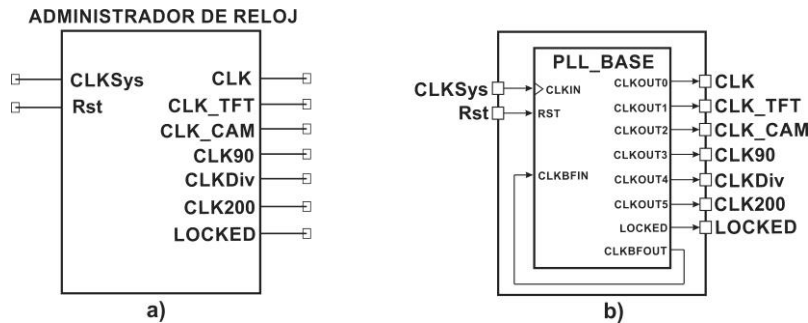 ADMINISTRADOR DE RELOJ
CLKSys
Rst
CLK
CLK_TFT
CLK_CAM
CLK90
CLKDiv
CLK200
LOCKED
a)
CLKSys
Rst
PLL_BASE
CLKIN
RST
CLKBFIN
CLKOUT0
CLKOUT1
CLKOUT2
CLKOUT3
CLKOUT4
CLKOUT5
LOCKED
CLKBFOUT
CLK
CLK_TFT
CLK_CAM
CLK90
CLKDiv
CLK200
LOCKED
b)